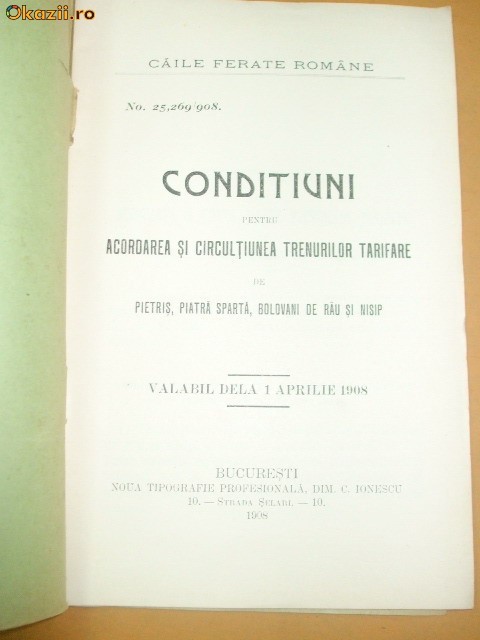 Okazii.ro
CĂILE FERATE ROMÂNE
No. 25,269/908.
CONDITIUNI
PENTRU
ACORDAREA ȘI CIRCULȚIUNEA TRENURILOR TARIFARE
DE
PIETRIȘ, PIATRĂ SPARTĂ, BOLOVANI DE RÂU ȘI NISIP
VALABIL DELA 1 APRILIE 1908
BUCUREȘTI
NOUA TIPOGRAFIE PROFESIONALĂ, DIM. C. IONESCU
10. — STRADA ȘELARI. — 10.
1908